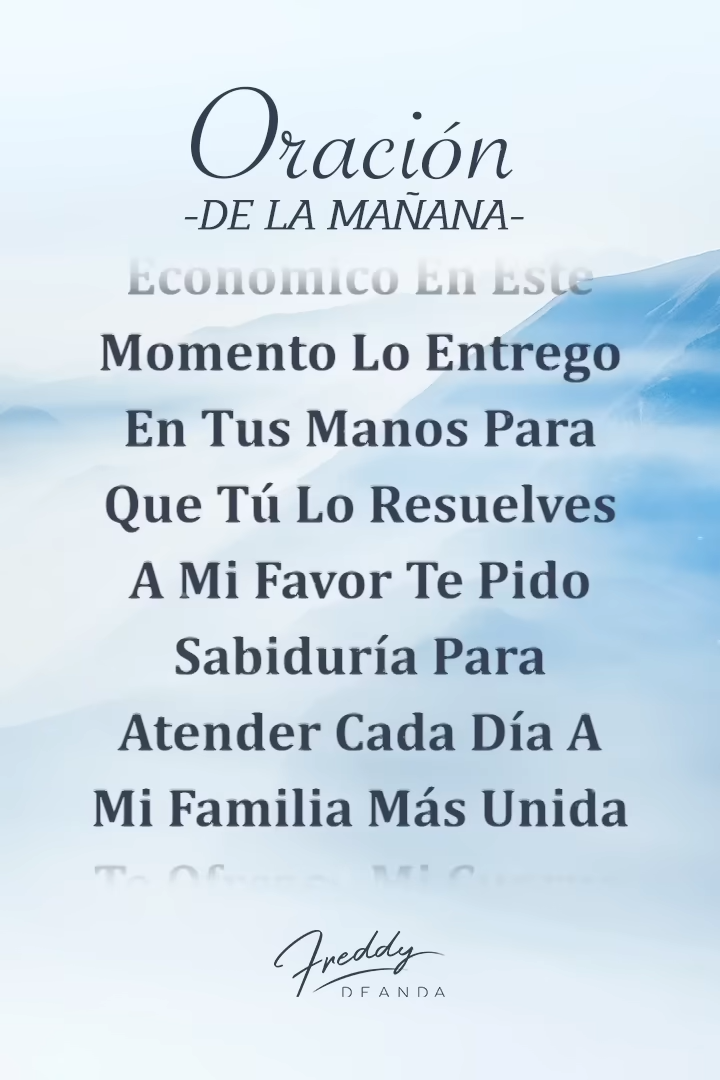 Oración
-DE LA MAÑANA-
Economico En Este
Momento Lo Entrego
En Tus Manos Para
Que Tú Lo Resuelves
A Mi Favor Te Pido
Sabiduría Para
Atender Cada Día A
Mi Familia Más Unida
Freddy
DEANDA